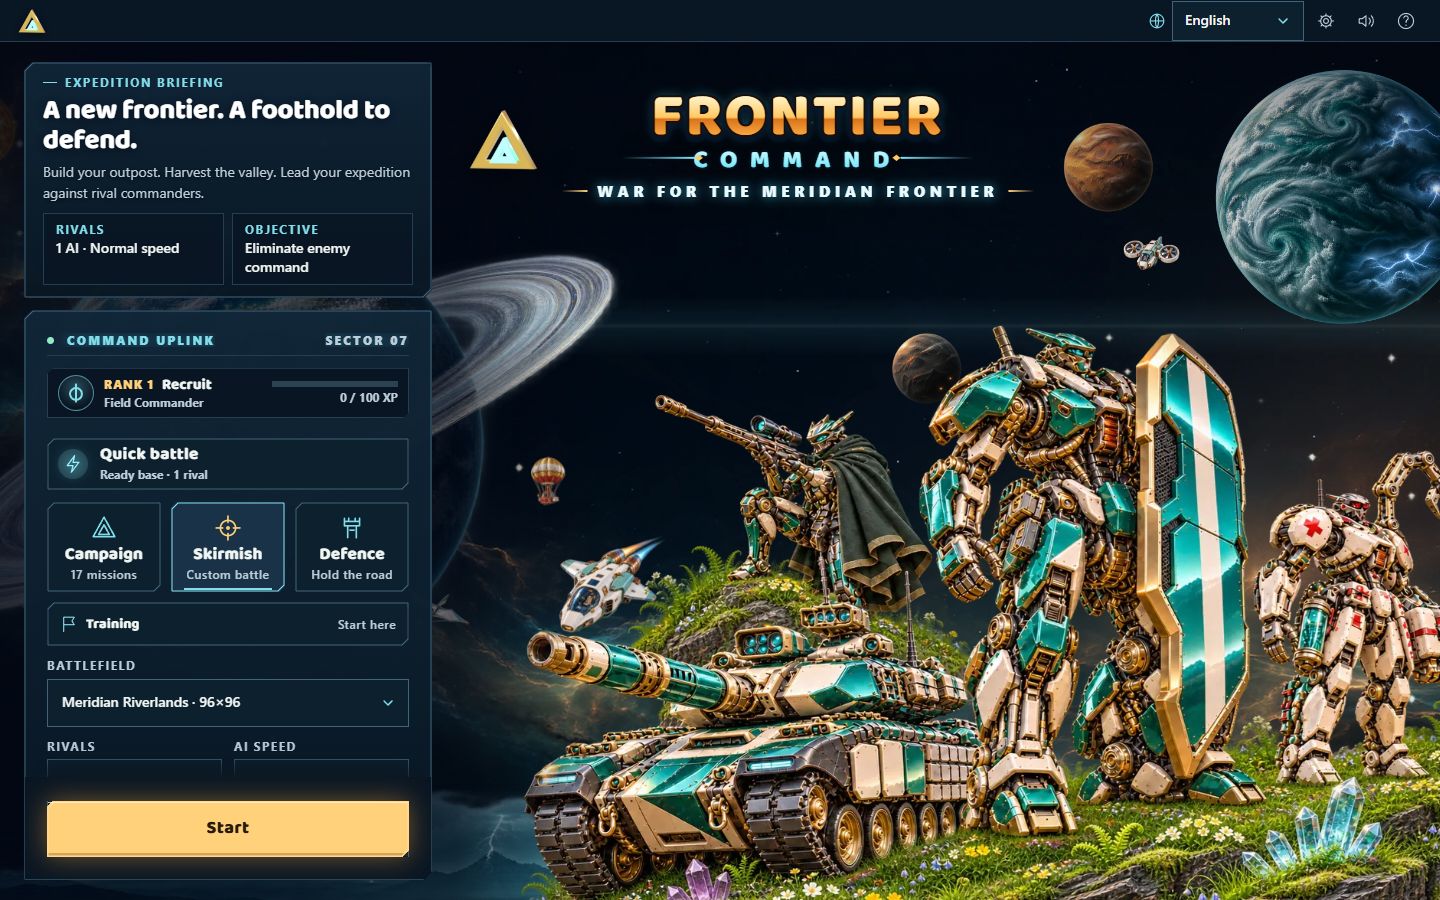 English
EXPEDITION BRIEFING
A new frontier. A foothold to
defend.
Build your outpost. Harvest the valley. Lead your expedition
against rival commanders.
RIVALS
1 AI · Normal speed
OBJECTIVE
Eliminate enemy
command
FRONTIER
COMMAND
WAR FOR THE MERIDIAN FRONTIER
COMMAND UPLINK
SECTOR 07
RANK 1 Recruit
Field Commander
0 / 100 XP
Quick battle
Ready base · 1 rival
Campaign
17 missions
Skirmish
Custom battle
Defence
Hold the road
Training
Start here
BATTLEFIELD
Meridian Riverlands · 96×96
RIVALS
AI SPEED
Start